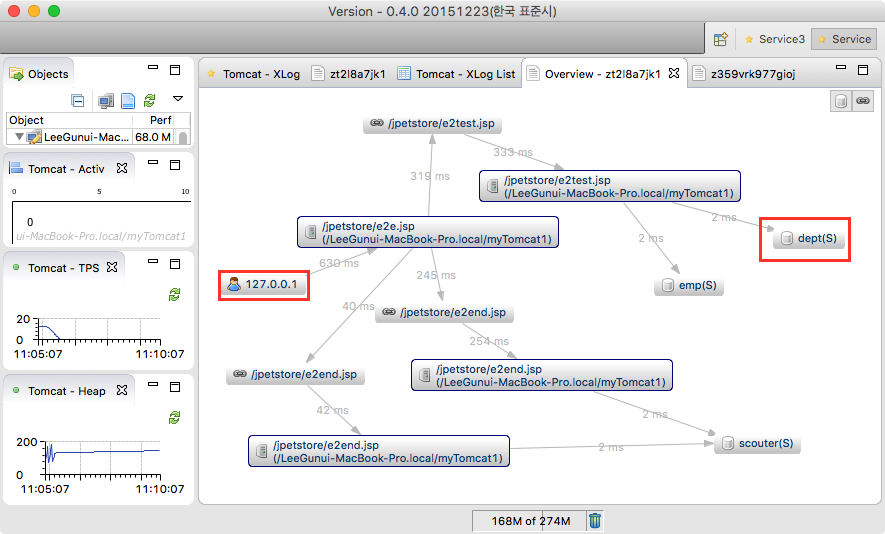 Version - 0.4.0 20151223(한국 표준시)
Service3
Service
Objects
Object
Perf
LeeGunui-Mac...
68.0 M
Tomcat - Activ
0
5
10
0
ui-MacBook-Pro.local/myTomcat1
Tomcat - TPS
20
0
11:05:07
11:10:07
Tomcat - Heap
200
0
11:05:07
11:10:07
Tomcat - XLog
zt2l8a7jk1
Tomcat - XLog List
Overview - zt2l8a7jk1
z359vrk977gioj
/jpetstore/e2test.jsp
333 ms
319 ms
/jpetstore/e2test.jsp
(/LeeGunui-MacBook-Pro.local/myTomcat1)
2 ms
dept(S)
2 ms
/jpetstore/e2e.jsp
(/LeeGunui-MacBook-Pro.local/myTomcat1)
630 ms
127.0.0.1
245 ms
emp(S)
40 ms
/jpetstore/e2end.jsp
254 ms
/jpetstore/e2end.jsp
/jpetstore/e2end.jsp
(/LeeGunui-MacBook-Pro.local/myTomcat1)
42 ms
2 ms
/jpetstore/e2end.jsp
(/LeeGunui-MacBook-Pro.local/myTomcat1)
2 ms
scouter(S)
168M of 274M